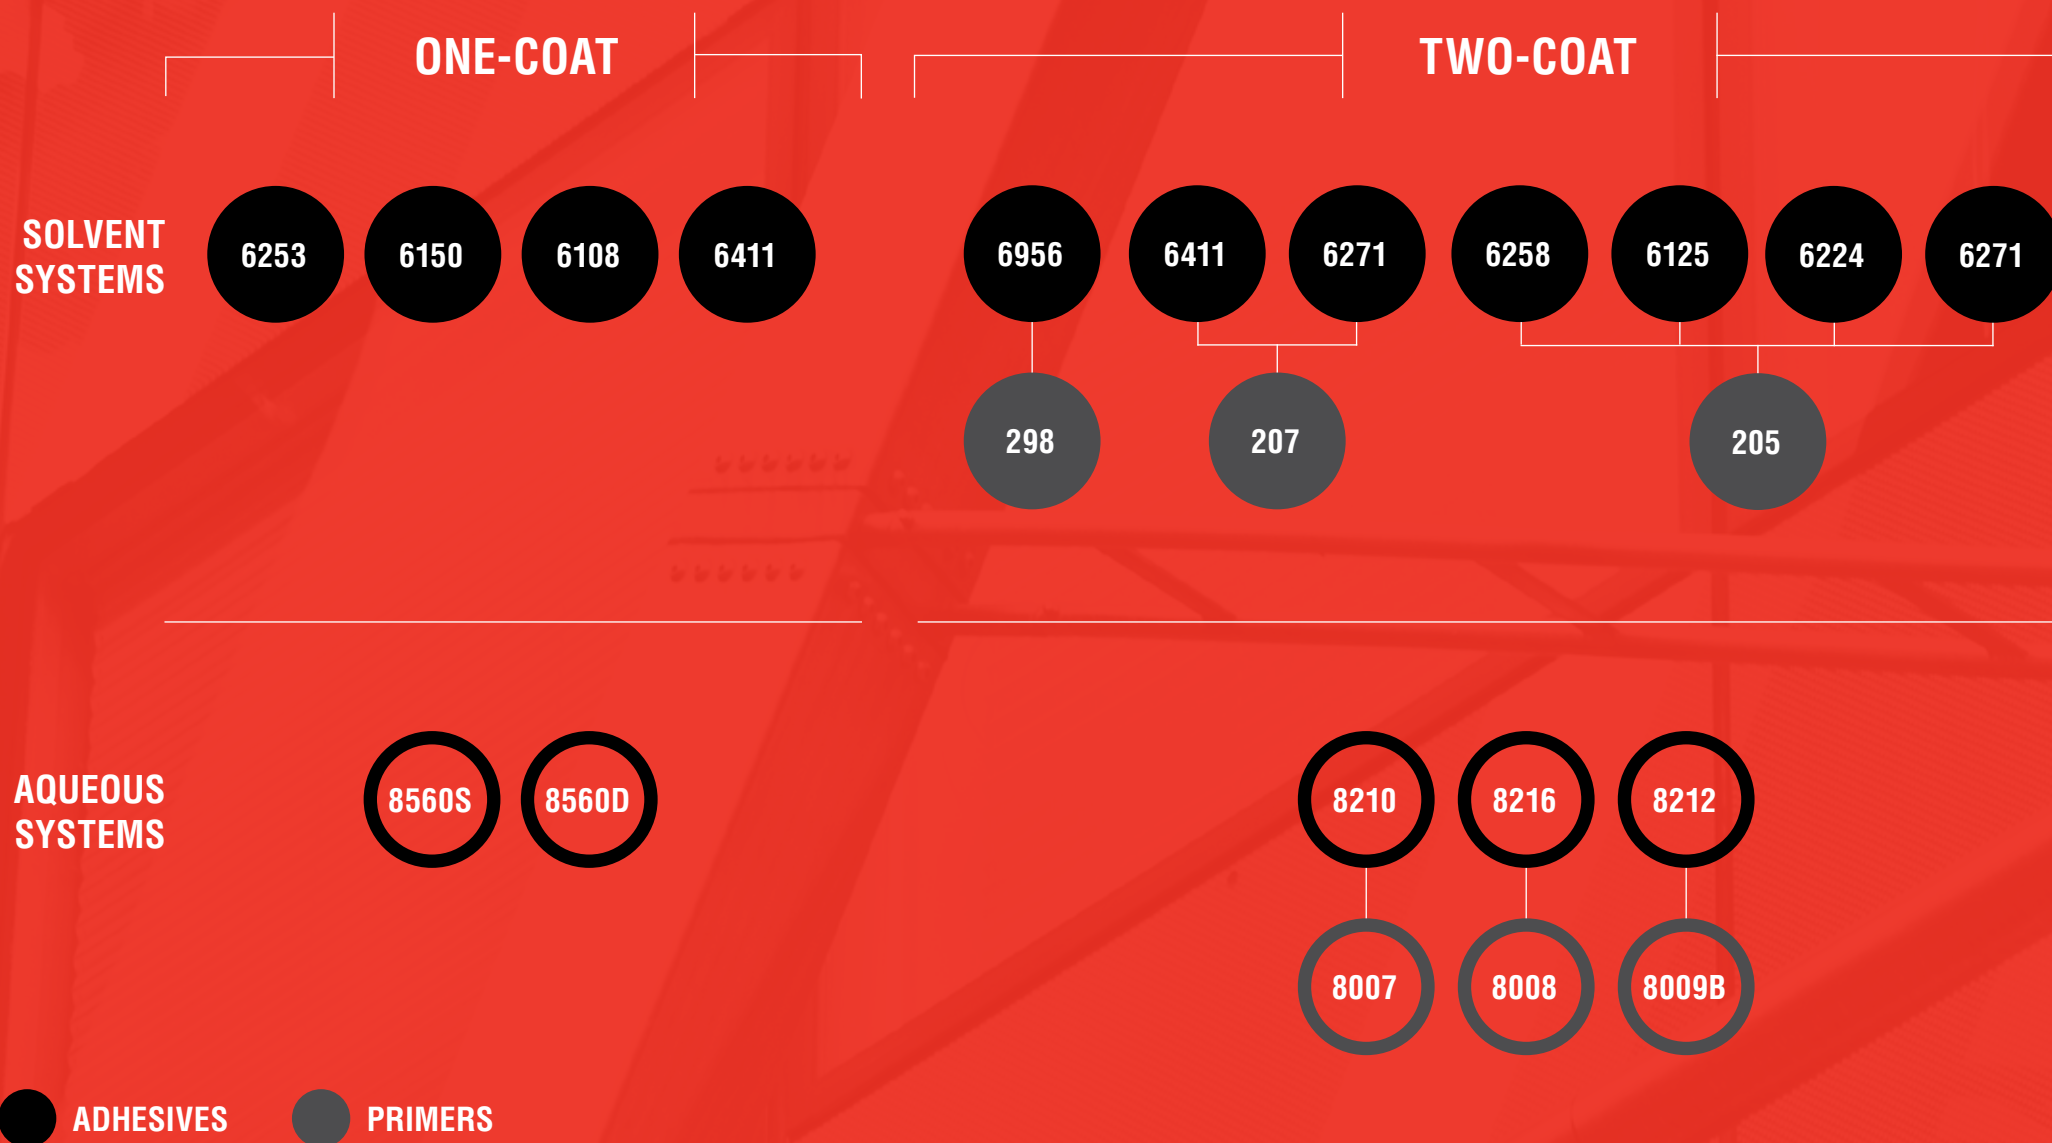 ONE-COAT
TWO-COAT
SOLVENT
SYSTEMS
6253 6150 6108 6411 6956 6411 6271 6258 6125 6224 6271
298 207 205
AQUEOUS
SYSTEMS
8560S 8560D 8210 8216 8212
8007 8008 8009B
ADHESIVES PRIMERS